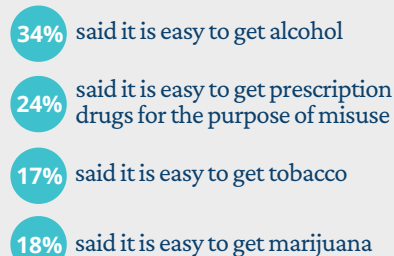 34% said it is easy to get alcohol
24% said it is easy to get prescription
drugs for the purpose of misuse
17% said it is easy to get tobacco
18% said it is easy to get marijuana